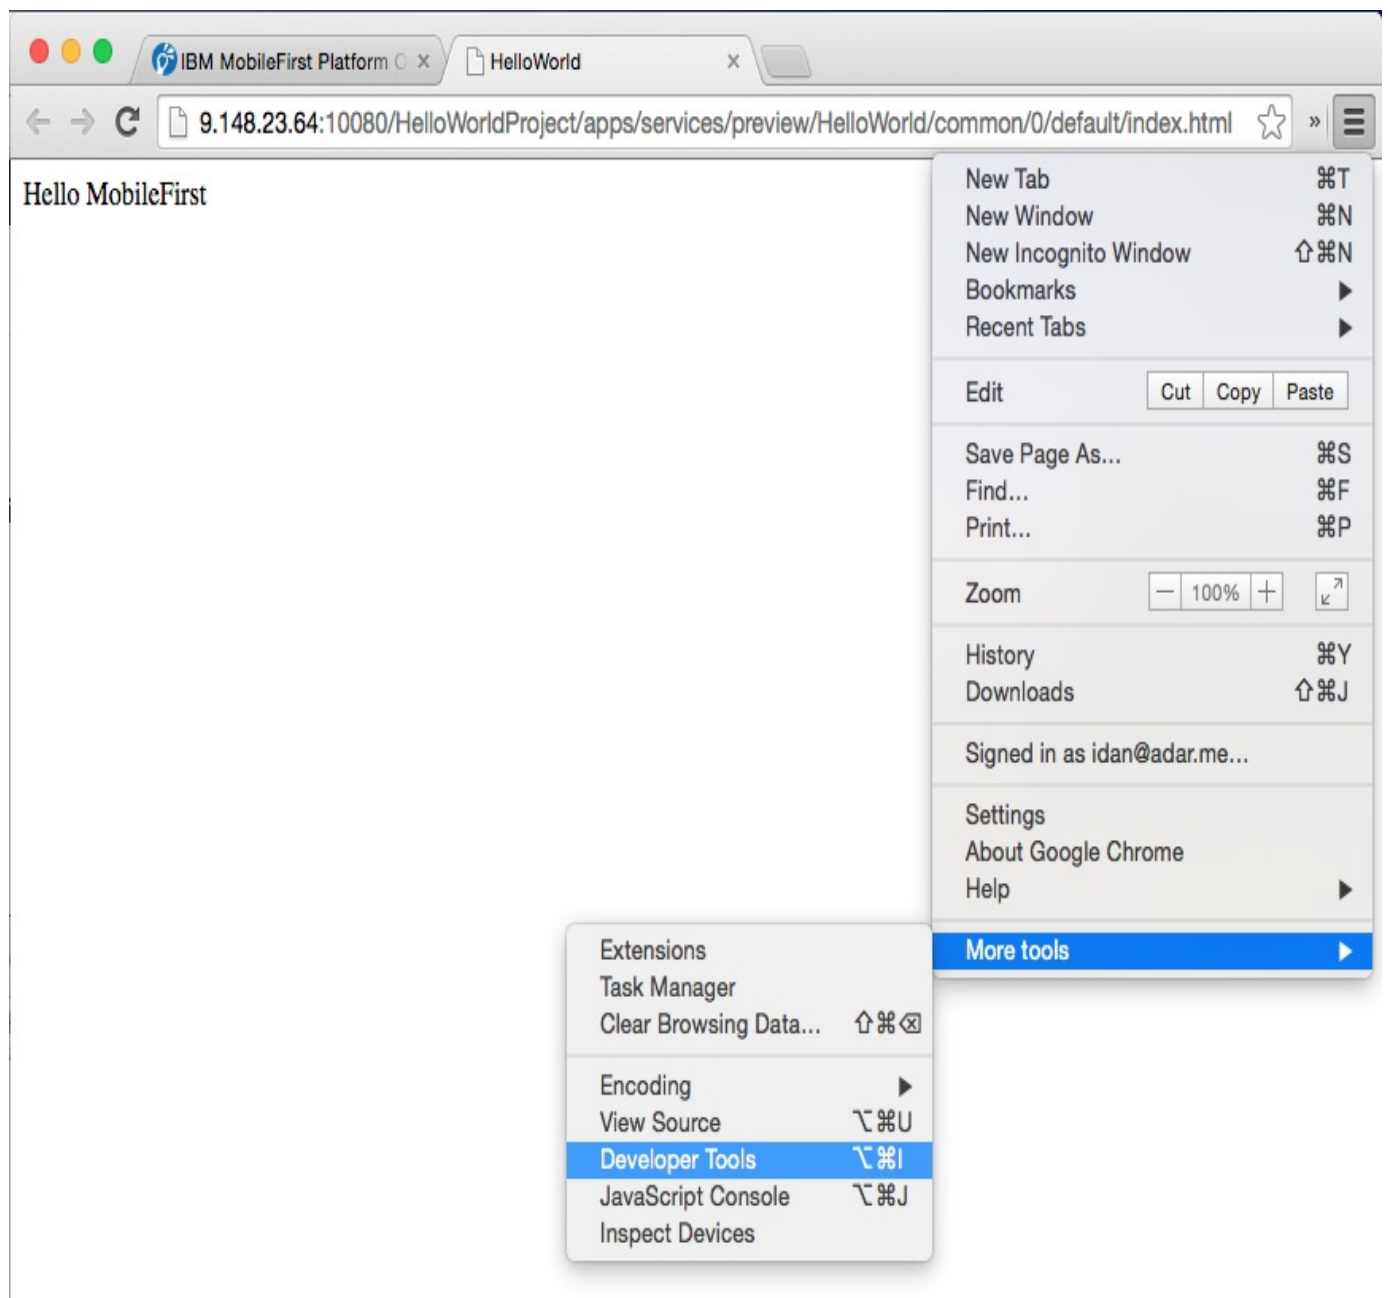 IBM MobileFirst Platform O
HelloWorld
9.148.23.64:10080/HelloWorldProject/apps/services/preview/HelloWorld/common/0/default/index.html
Hello MobileFirst
New Tab ⌘T
New Window ⌘N
New Incognito Window ⇧⌘N
Bookmarks
Recent Tabs
Edit Cut Copy Paste
Save Page As... ⌘S
Find... ⌘F
Print... ⌘P
Zoom − 100% +
History ⌘Y
Downloads ⇧⌘J
Signed in as idan@adar.me...
Settings
About Google Chrome
Help
More tools
Extensions
Task Manager
Clear Browsing Data... ⇧⌘⌫
Encoding
View Source ⌥⌘U
Developer Tools ⌥⌘I
JavaScript Console ⌥⌘J
Inspect Devices